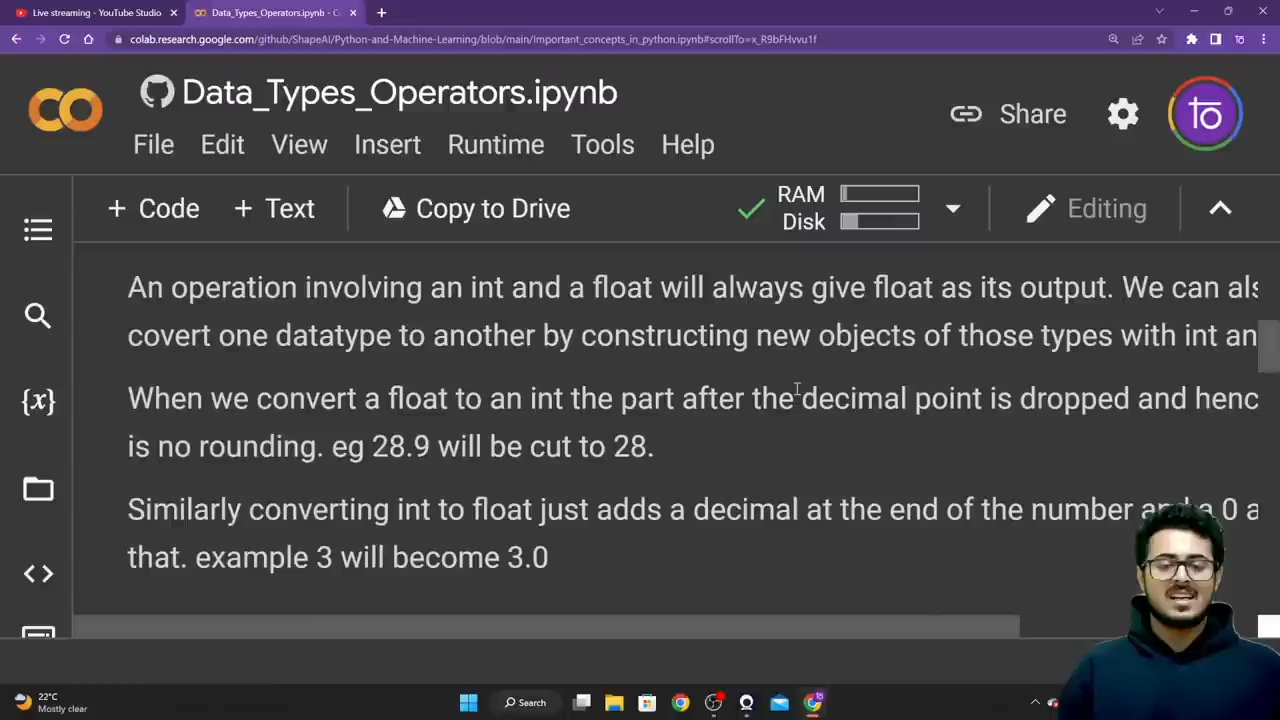 Live streaming - YouTube Studio
Data_Types_Operators.ipynb - C
colab.research.google.com/github/ShapeAI/Python-and-Machine-Learning/blob/main/Important_concepts_in_python.ipynb#scrollTo=x_R9bFHvvu1f
Data_Types_Operators.ipynb
Share
File Edit View Insert Runtime Tools Help
+ Code + Text Copy to Drive
RAM
Disk
Editing
An operation involving an int and a float will always give float as its output. We can als
covert one datatype to another by constructing new objects of those types with int an
When we convert a float to an int the part after the decimal point is dropped and henc
is no rounding. eg 28.9 will be cut to 28.
Similarly converting int to float just adds a decimal at the end of the number and a 0 a
that. example 3 will become 3.0
22°C
Mostly clear
Search